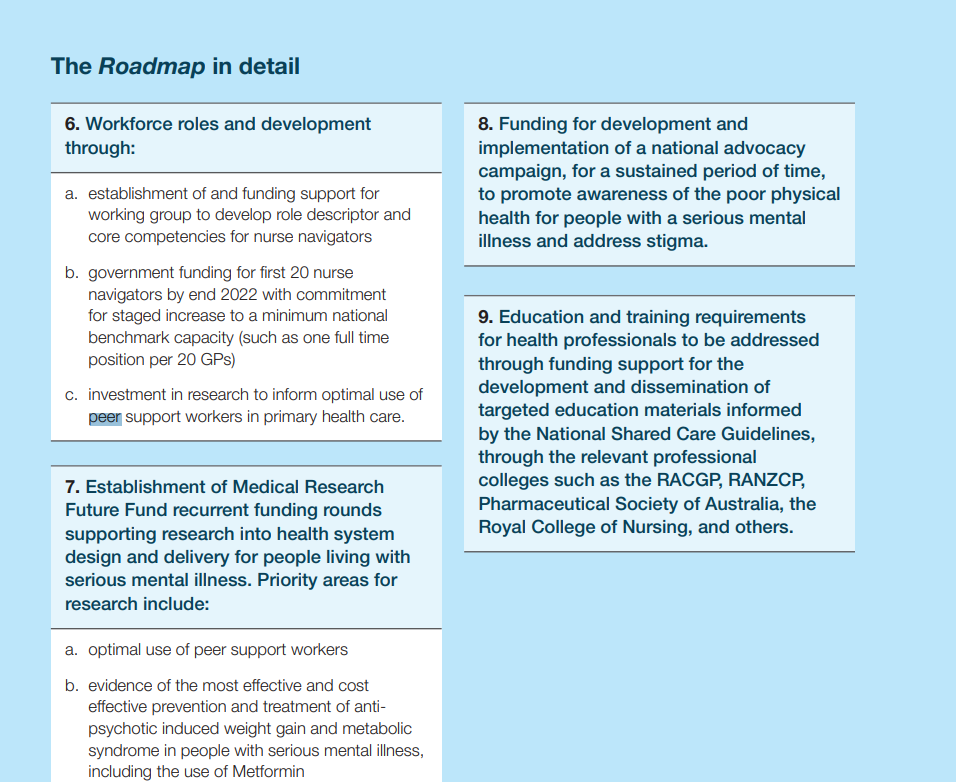 The Roadmap in detail
6. Workforce roles and development
through:
a. establishment of and funding support for
working group to develop role descriptor and
core competencies for nurse navigators
b. government funding for first 20 nurse
navigators by end 2022 with commitment
for staged increase to a minimum national
benchmark capacity (such as one full time
position per 20 GPs)
c. investment in research to inform optimal use of
peer support workers in primary health care.
7. Establishment of Medical Research
Future Fund recurrent funding rounds
supporting research into health system
design and delivery for people living with
serious mental illness. Priority areas for
research include:
a. optimal use of peer support workers
b. evidence of the most effective and cost
effective prevention and treatment of anti-
psychotic induced weight gain and metabolic
syndrome in people with serious mental illness,
including the use of Metformin
8. Funding for development and
implementation of a national advocacy
campaign, for a sustained period of time,
to promote awareness of the poor physical
health for people with a serious mental
illness and address stigma.
9. Education and training requirements
for health professionals to be addressed
through funding support for the
development and dissemination of
targeted education materials informed
by the National Shared Care Guidelines,
through the relevant professional
colleges such as the RACGP, RANZCP,
Pharmaceutical Society of Australia, the
Royal College of Nursing, and others.